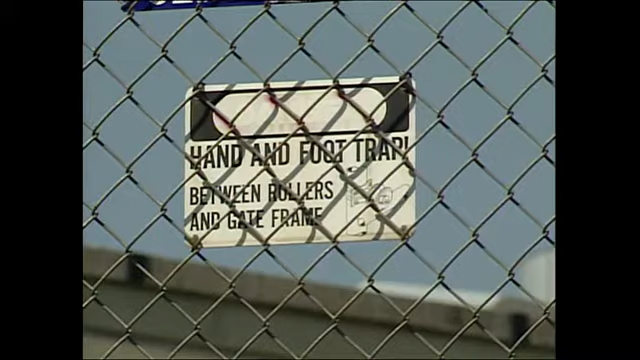 HAND AND FOOT TRAP!
BETWEEN ROLLERS
AND GATE FRAME